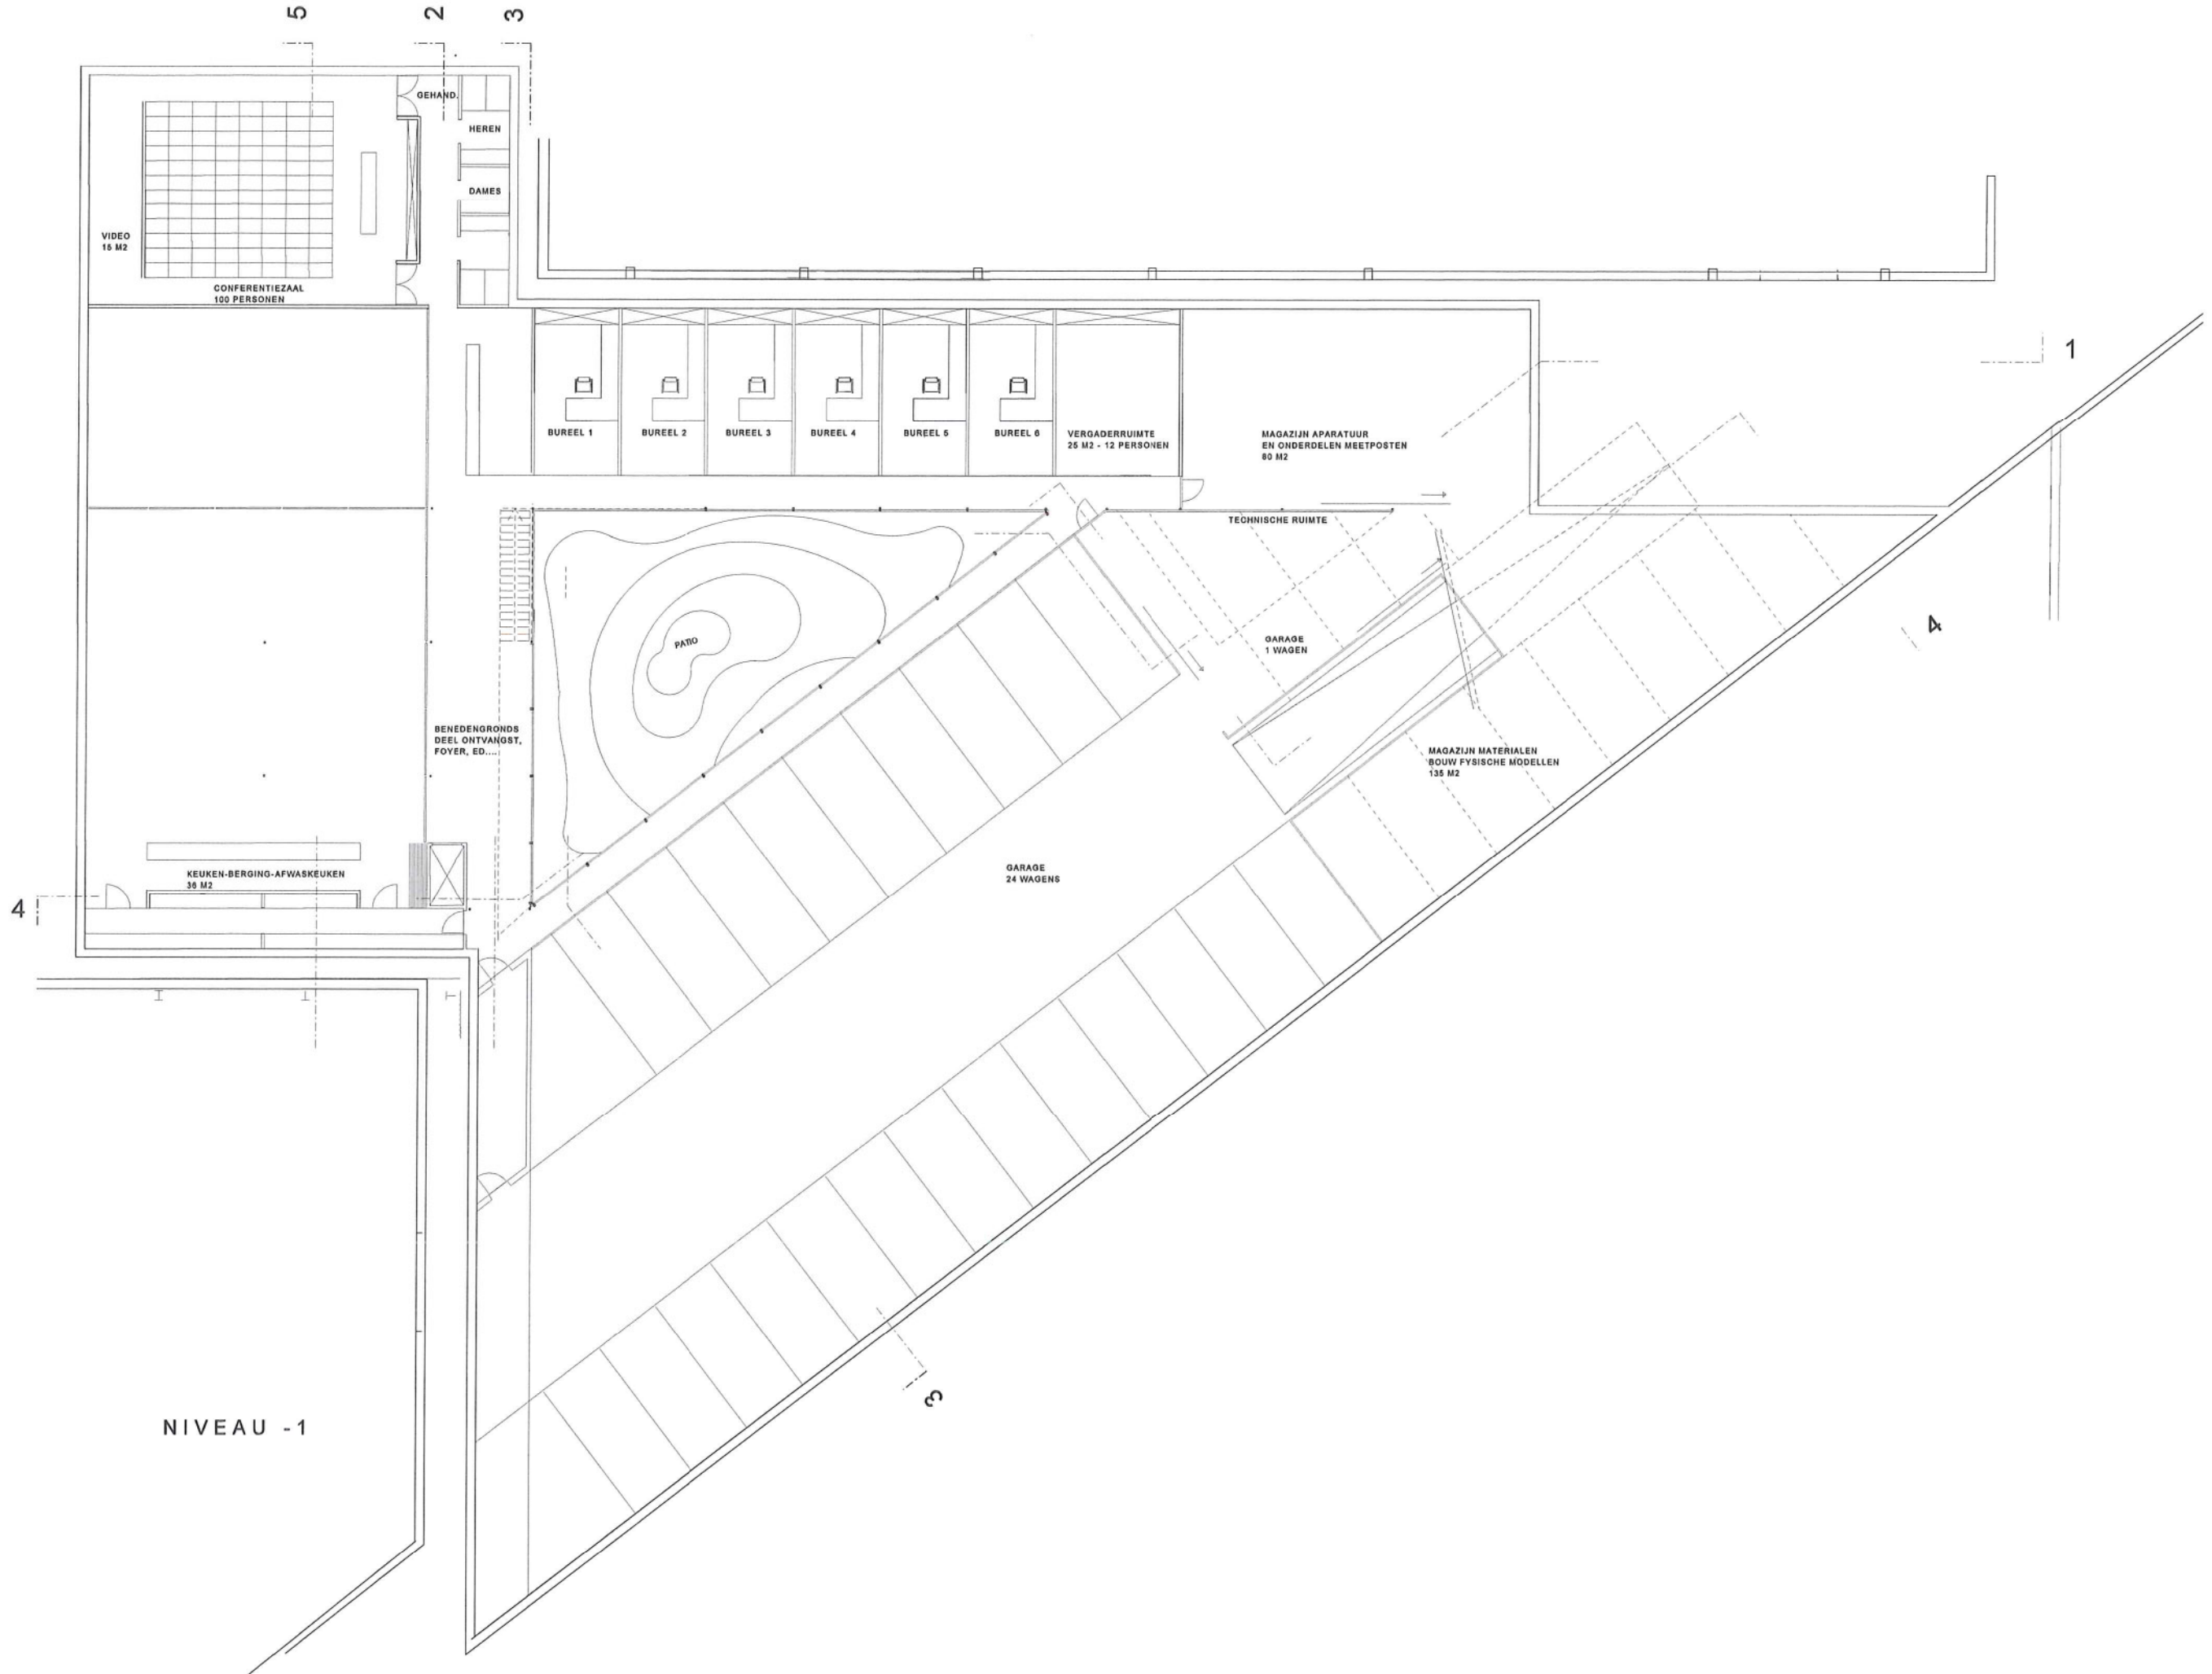 5
2
3
GEHAND.
HEREN
DAMES
VIDEO
15 M2
CONFERENTIEZAAL
100 PERSONEN
1
BUREEL 1
BUREEL 2
BUREEL 3
BUREEL 4
BUREEL 5
BUREEL 6
VERGADERRUIMTE
25 M2 - 12 PERSONEN
MAGAZIJN APARATUUR
EN ONDERDELEN MEETPOSTEN
80 M2
TECHNISCHE RUIMTE
PATIO
GARAGE
1 WAGEN
4
BENEDENGRONDS
DEEL ONTVANGST,
FOYER, ED....
MAGAZIJN MATERIALEN
BOUW FYSISCHE MODELLEN
135 M2
KEUKEN-BERGING-AFWASKEUKEN
36 M2
GARAGE
24 WAGENS
4
3
NIVEAU -1